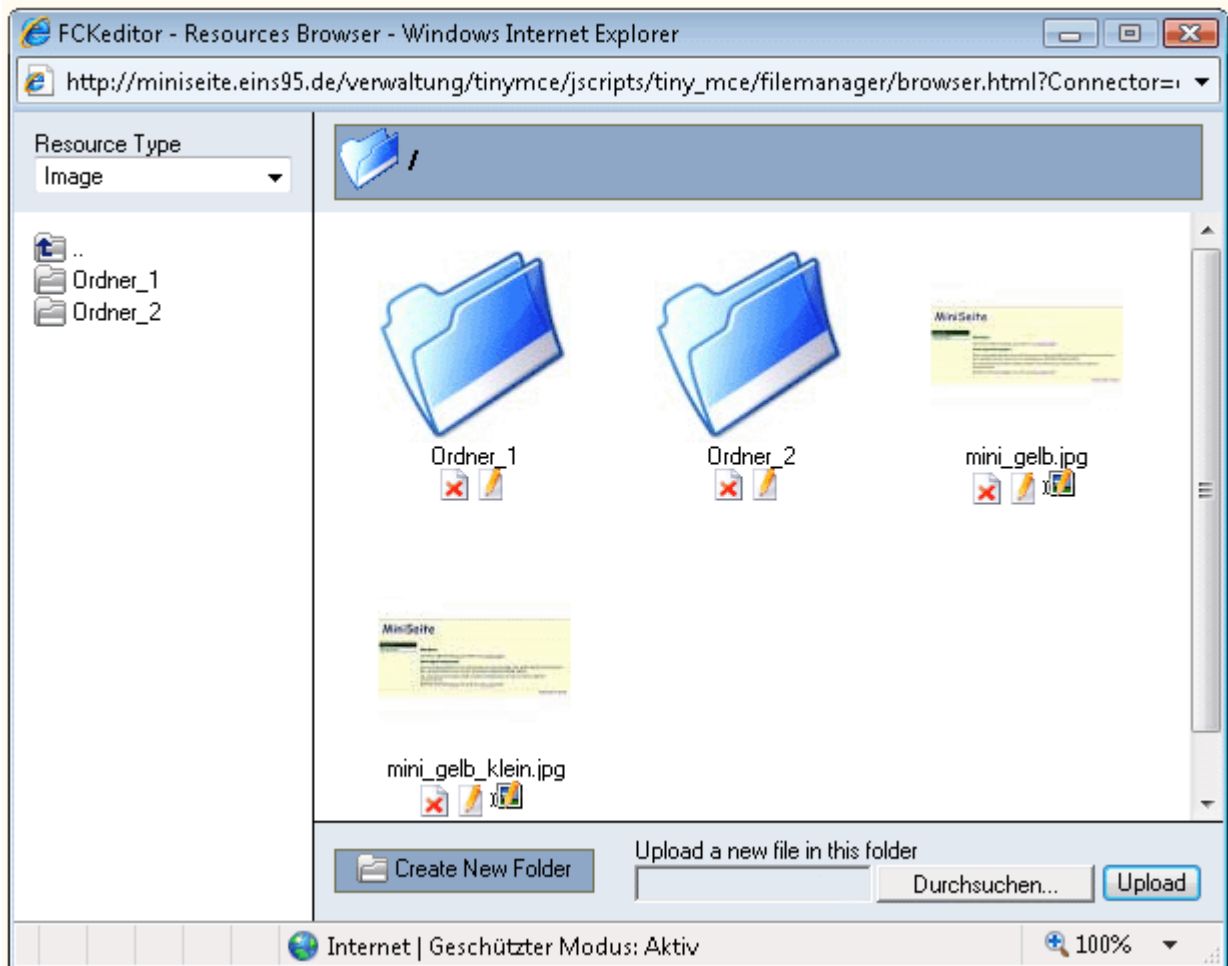 FCKeditor - Resources Browser - Windows Internet Explorer
http://miniseite.eins95.de/verwaltung/tinymce/jscripts/tiny_mce/filemanager/browser.html?Connector=
Resource Type
Image
/
..
Ordner_1
Ordner_2
Ordner_1
Ordner_2
MiniSeite
mini_gelb.jpg
MiniSeite
mini_gelb_klein.jpg
Create New Folder
Upload a new file in this folder
Durchsuchen...
Upload
Internet | Geschützter Modus: Aktiv
100%